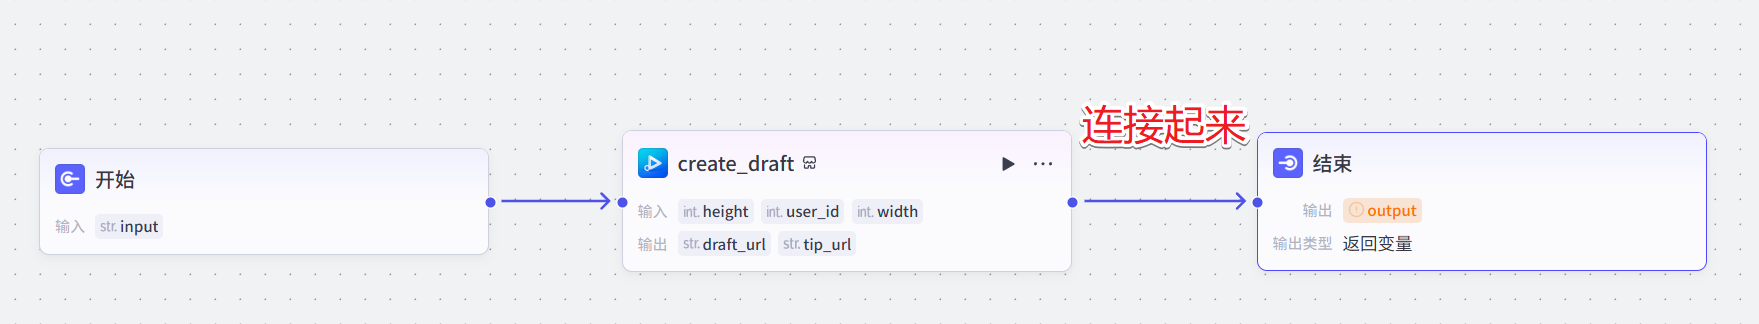 连接起来
开始
输入 str. input
create_draft
输入 int. height int. user_id int. width
输出 str. draft_url str. tip_url
结束
输出 output
输出类型 返回变量